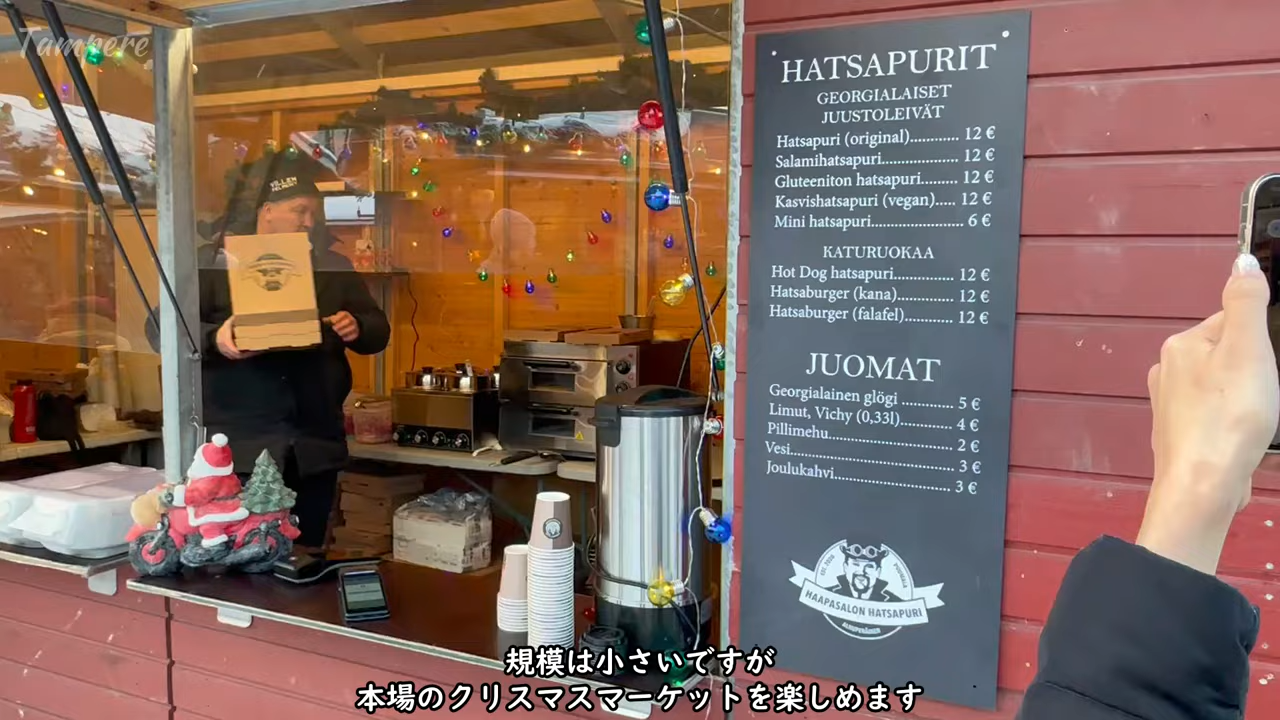 Tampere
HATSAPURIT
GEORGIALAISET
JUUSTOLEIVÄT
Hatsapuri (original)........... 12 €
Salamihatsapuri.................. 12 €
Gluteeniton hatsapuri........ 12 €
Kasvishatsapuri (vegan)..... 12 €
Mini hatsapuri..................... 6 €
KATURUOKAA
Hot Dog hatsapuri.............. 12 €
Hatsaburger (kana)............. 12 €
Hatsaburger (falafel)........... 12 €
JUOMAT
Georgialainen glögi ............ 5 €
Limut, Vichy (0,33l)............. 4 €
Pillimehu............................. 2 €
Vesi...................................... 3 €
Joulukahvi........................... 3 €
HAAPASALON HATSAPURI
規模は小さいですが
本場のクリスマスマーケットを楽しめます